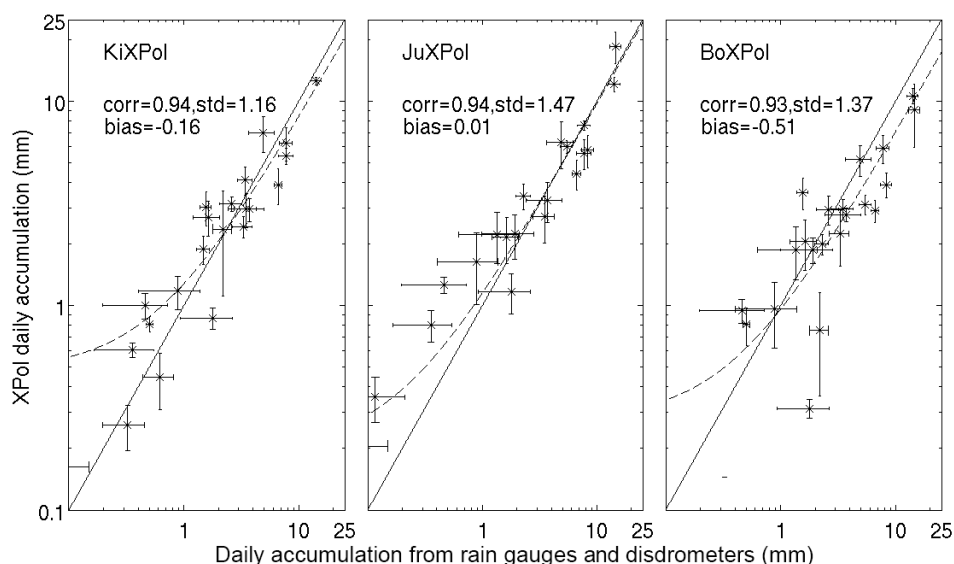 25
10
1
0.1
XPol daily accumulation (mm)
KiXPol
corr=0.94,std=1.16
bias=-0.16
1
10
25
JuXPol
corr=0.94,std=1.47
bias=0.01
1
10
25
BoXPol
corr=0.93,std=1.37
bias=-0.51
1
10
25
Daily accumulation from rain gauges and disdrometers (mm)